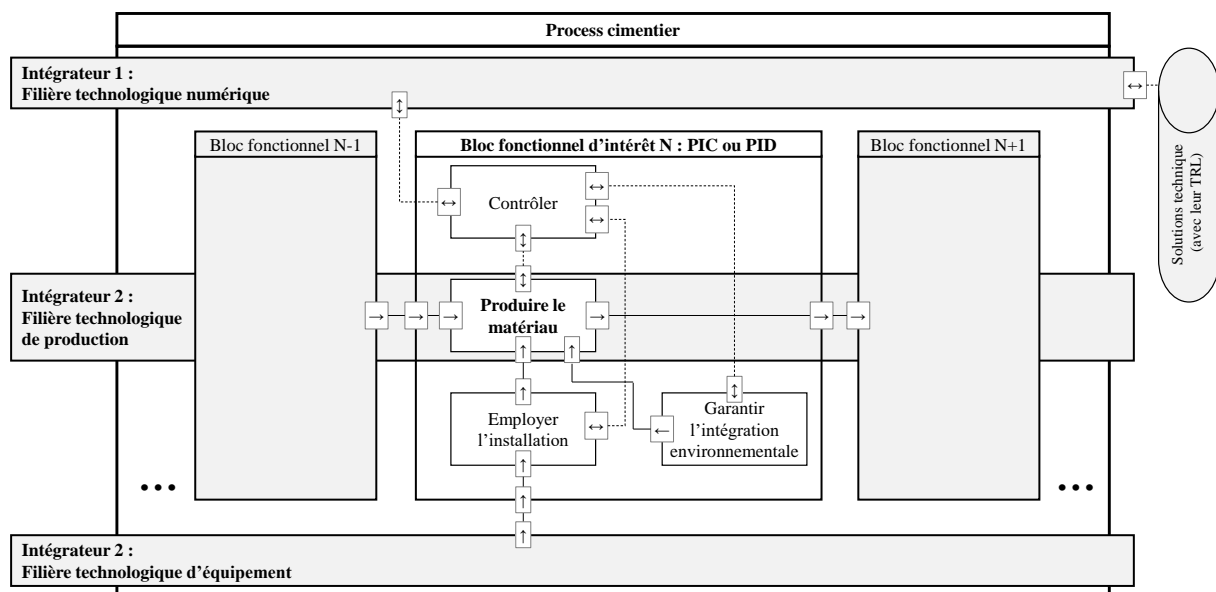 Process cimentier
Intégrateur 1 :
Filière technologique numérique
Bloc fonctionnel N-1
Bloc fonctionnel d'intérêt N : PIC ou PID
Bloc fonctionnel N+1
Solutions technique
(avec leur TRL)
Contrôler
Intégrateur 2 :
Filière technologique
de production
Produire le
matériau
Employer
l'installation
Garantir
l'intégration
environnementale
...
...
Intégrateur 2 :
Filière technologique d'équipement